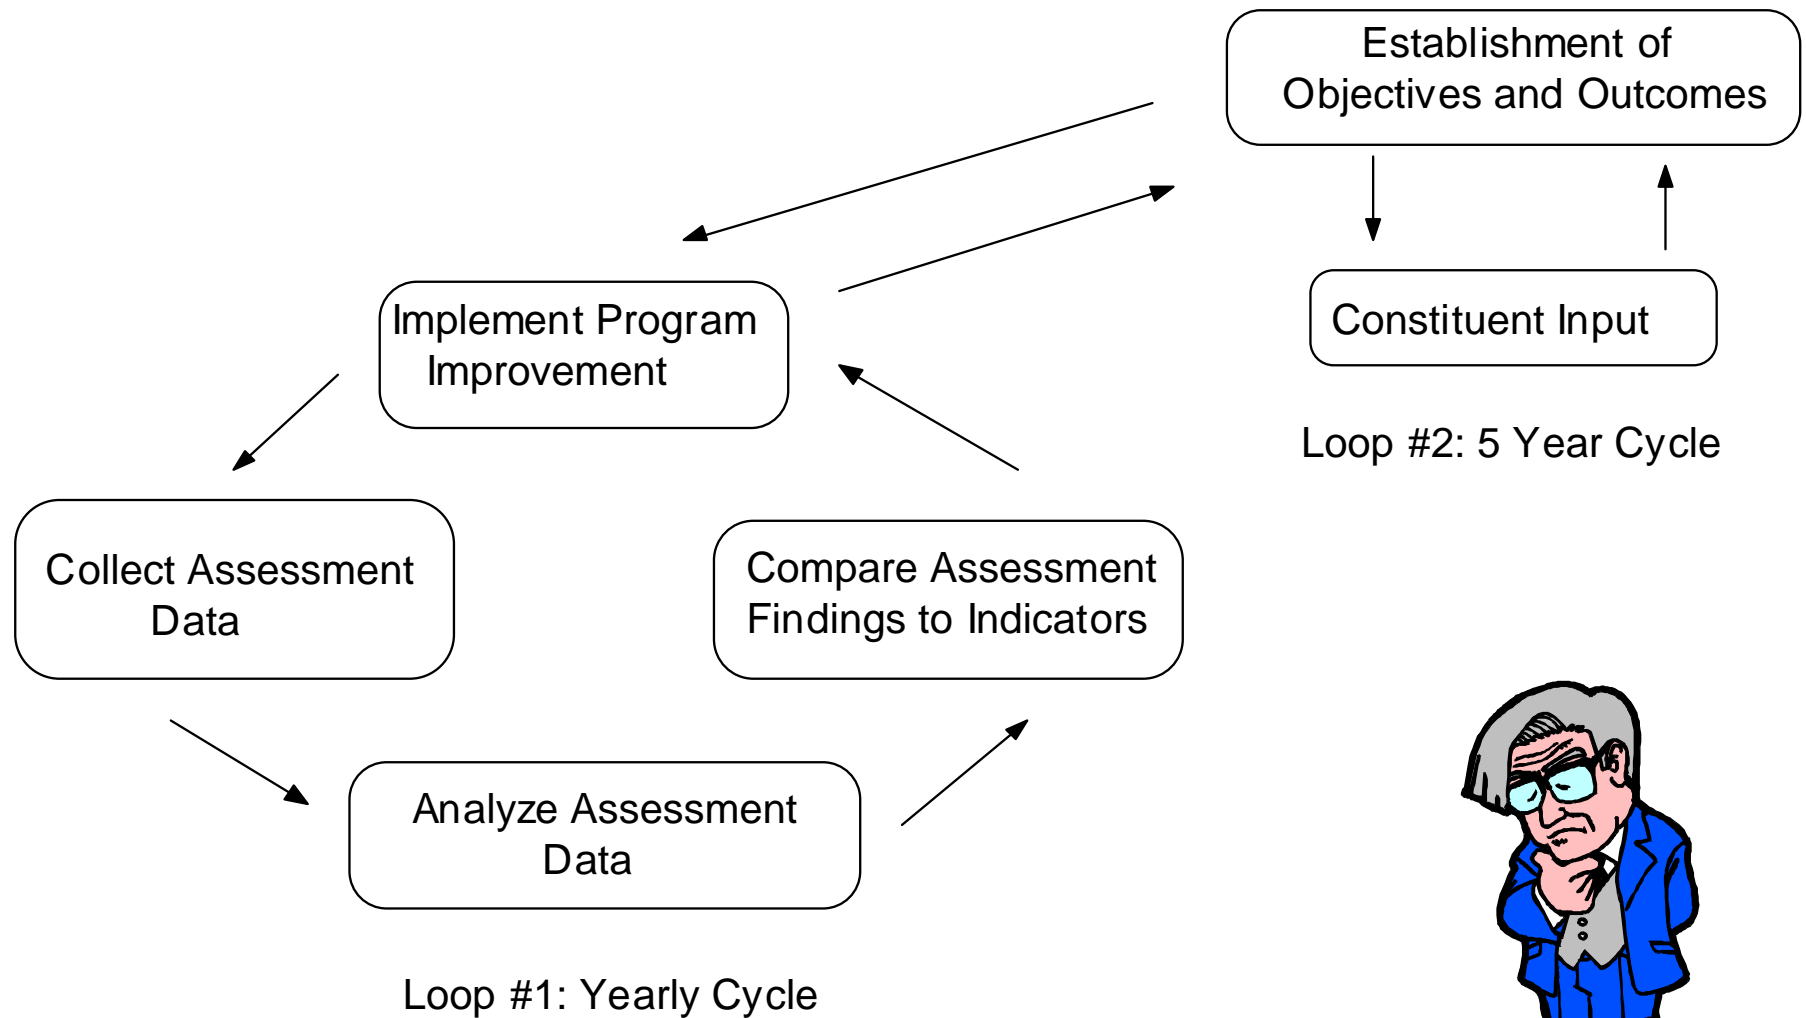 Establishment of
Objectives and Outcomes
Implement Program
Improvement
Constituent Input
Loop #2: 5 Year Cycle
Collect Assessment
Data
Compare Assessment
Findings to Indicators
Analyze Assessment
Data
Loop #1: Yearly Cycle